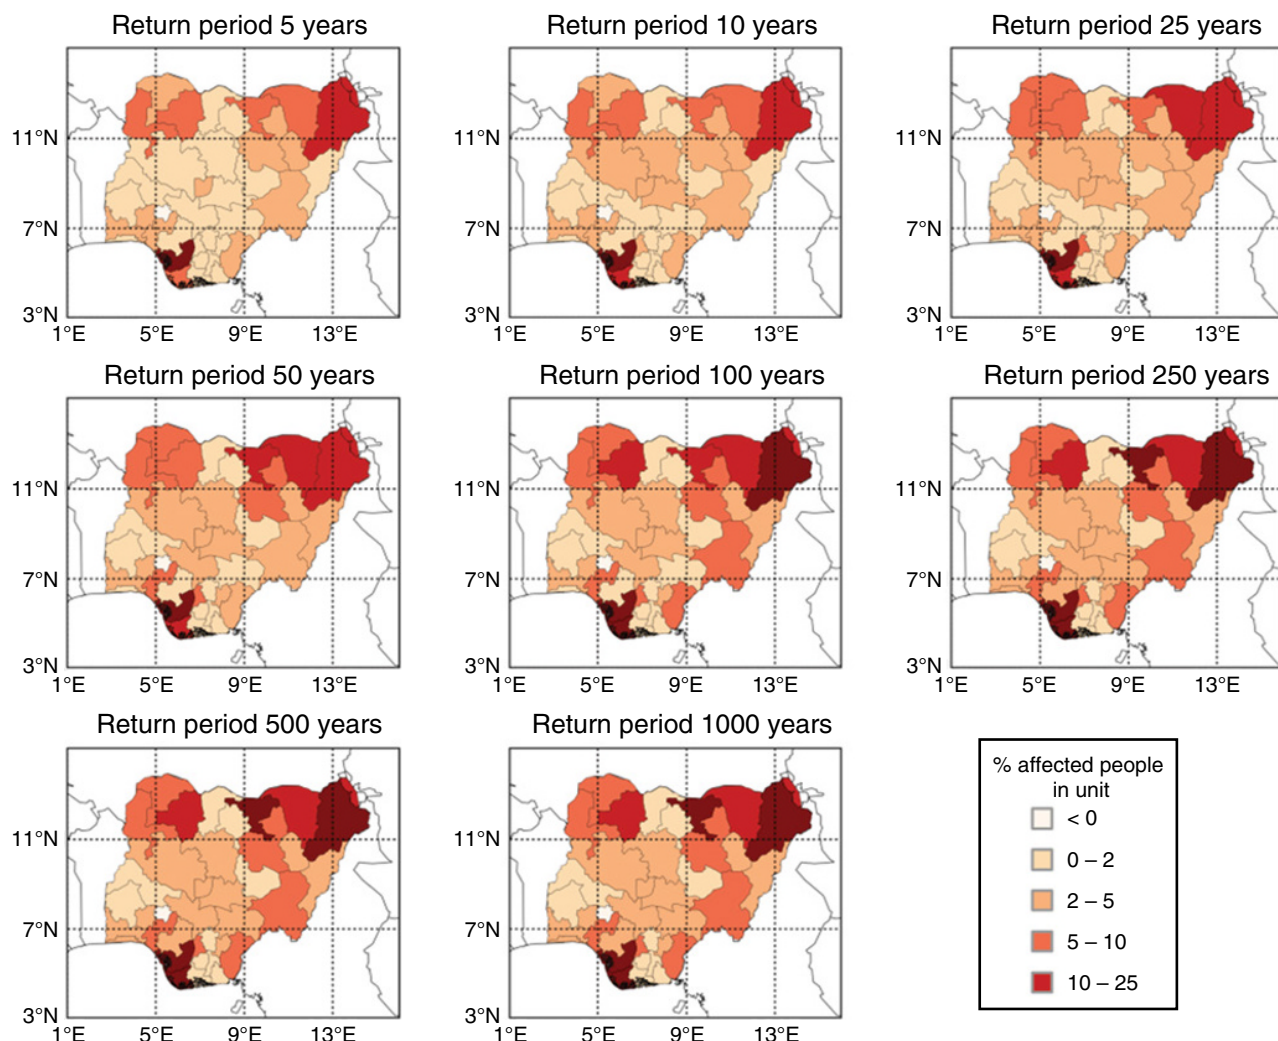 Return period 5 years
Return period 10 years
Return period 25 years
11°N
11°N
11°N
7°N
7°N
7°N
3°N
3°N
3°N
1°E 5°E 9°E 13°E
1°E 5°E 9°E 13°E
1°E 5°E 9°E 13°E
Return period 50 years
Return period 100 years
Return period 250 years
11°N
11°N
11°N
7°N
7°N
7°N
3°N
3°N
3°N
1°E 5°E 9°E 13°E
1°E 5°E 9°E 13°E
1°E 5°E 9°E 13°E
Return period 500 years
Return period 1000 years
11°N
11°N
7°N
7°N
3°N
3°N
1°E 5°E 9°E 13°E
1°E 5°E 9°E 13°E
% affected people
in unit
< 0
0 – 2
2 – 5
5 – 10
10 – 25